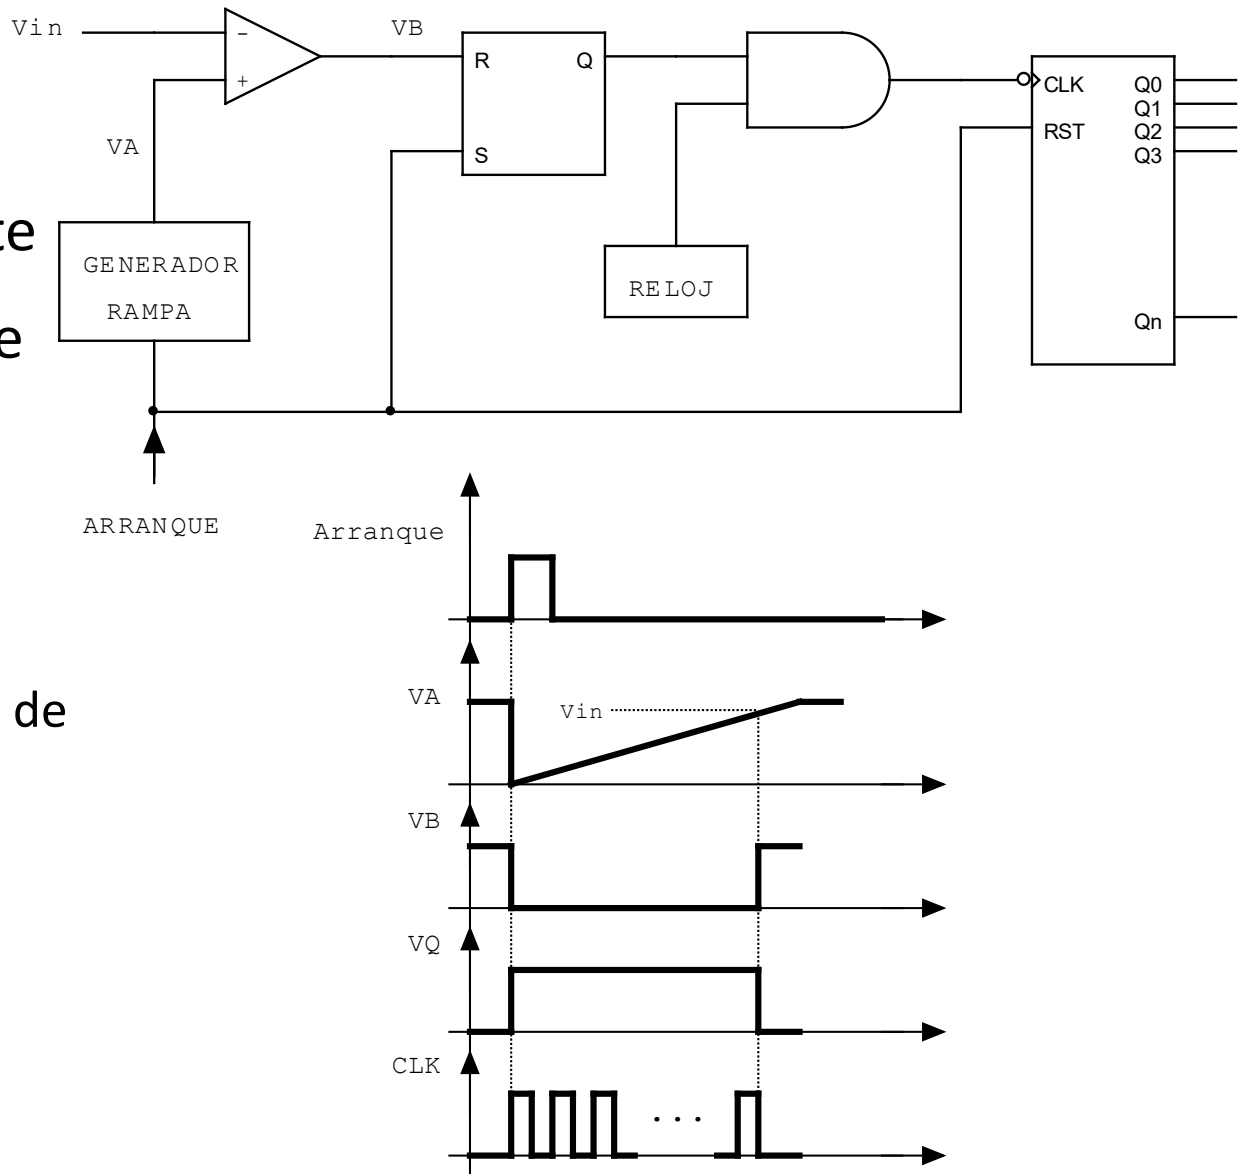 Vin
VB
-
+
R
Q
S
VA
CLK
RST
Q0
Q1
Q2
Q3
Qn
te
GENERADOR
RAMPA
e
RELOJ
ARRANQUE
Arranque
VA
Vin
de
VB
VQ
CLK
. . .